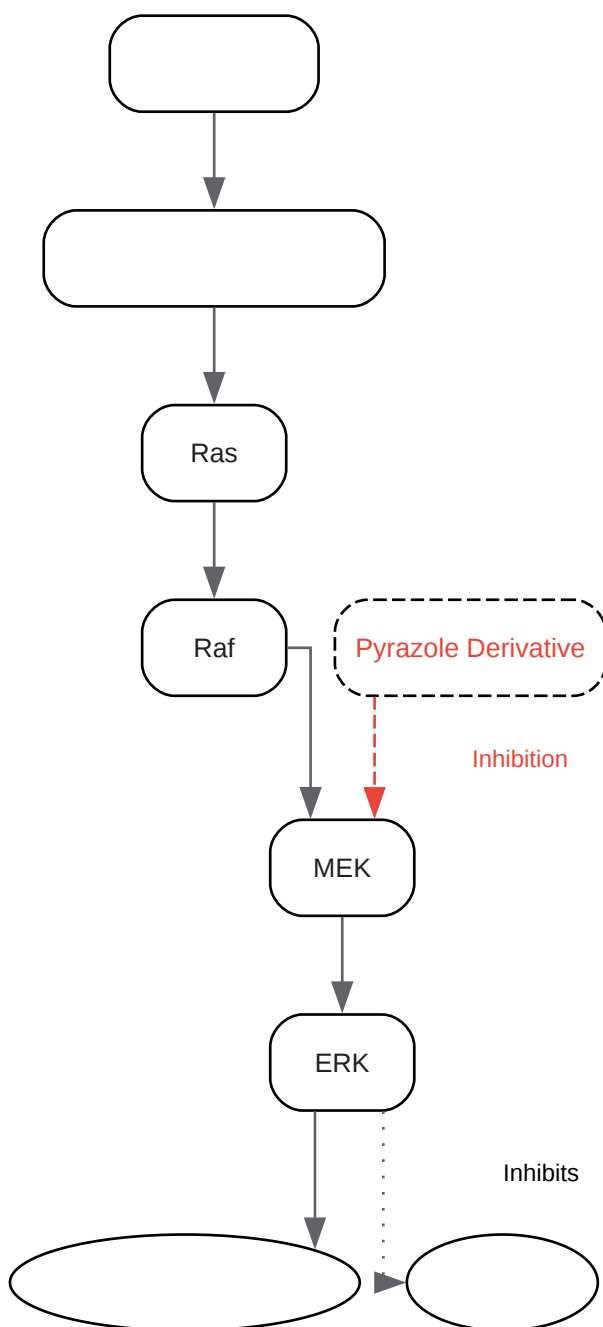 Ras
Raf
Pyrazole Derivative
Inhibition
MEK
ERK
Inhibits